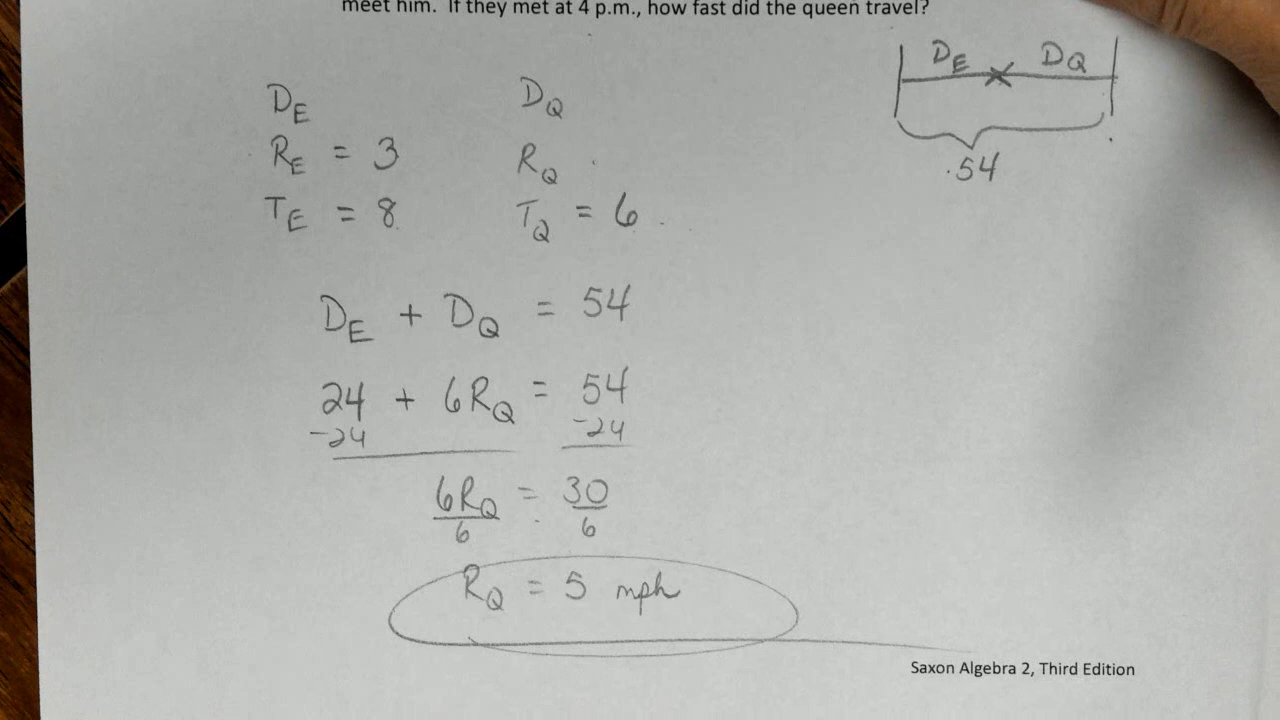 meet him. If they met at 4 p.m., how fast did the queen travel?
D_E D_Q
D_E D_Q
R_E = 3 R_Q
.54
T_E = 8 T_Q = 6
D_E + D_Q = 54
24 + 6R_Q = 54
-24 -24
6R_Q = 30
6 6
R_Q = 5 mph
Saxon Algebra 2, Third Edition